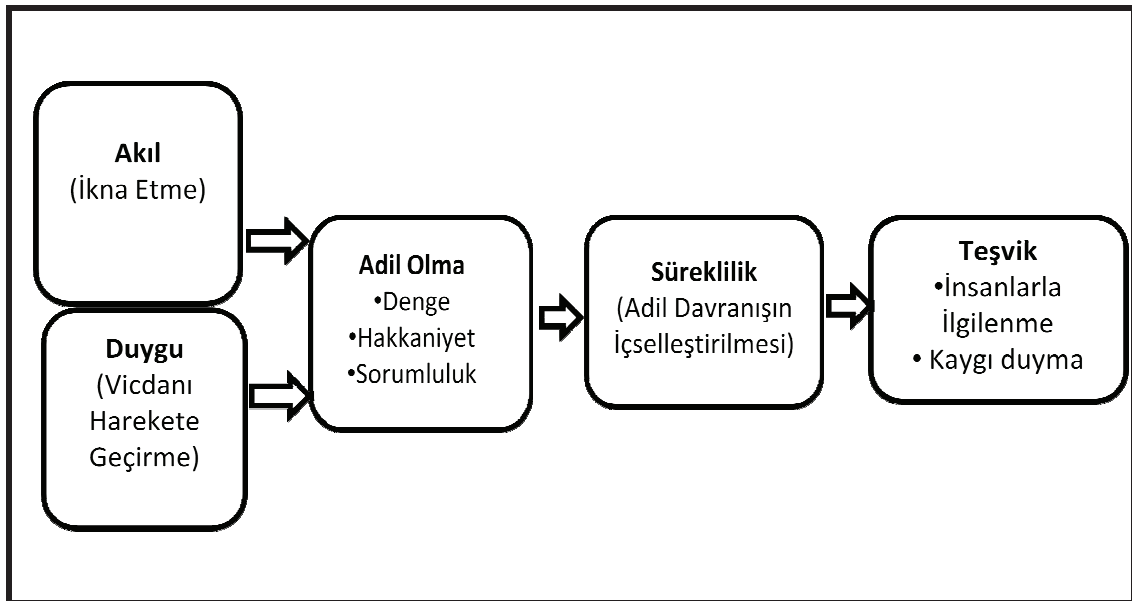 Akıl
(İkna Etme)
Duygu
(Vicdanı
Harekete
Geçirme)
Adil Olma
•Denge
•Hakkaniyet
•Sorumluluk
Süreklilik
(Adil Davranışın
İçselleştirilmesi)
Teşvik
•İnsanlarla
İlgilenme
• Kaygı duyma